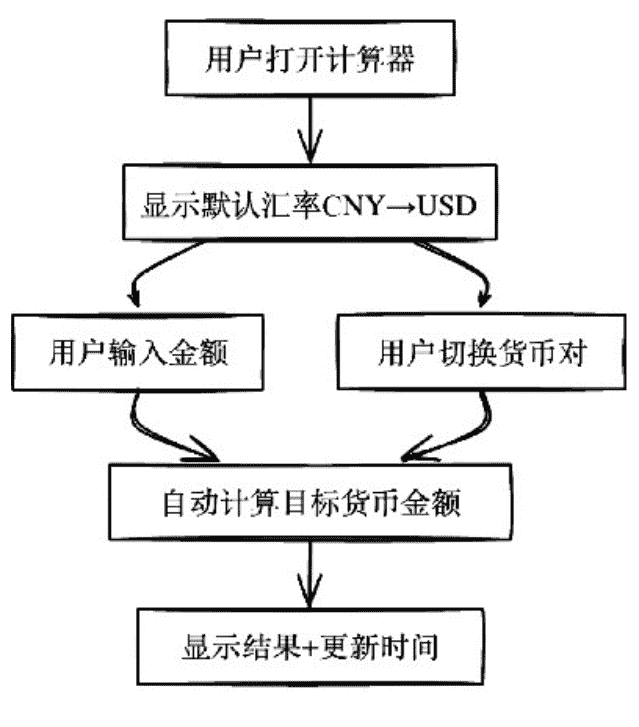 用户打开计算器
显示默认汇率CNY→USD
用户输入金额
用户切换货币对
自动计算目标货币金额
显示结果+更新时间